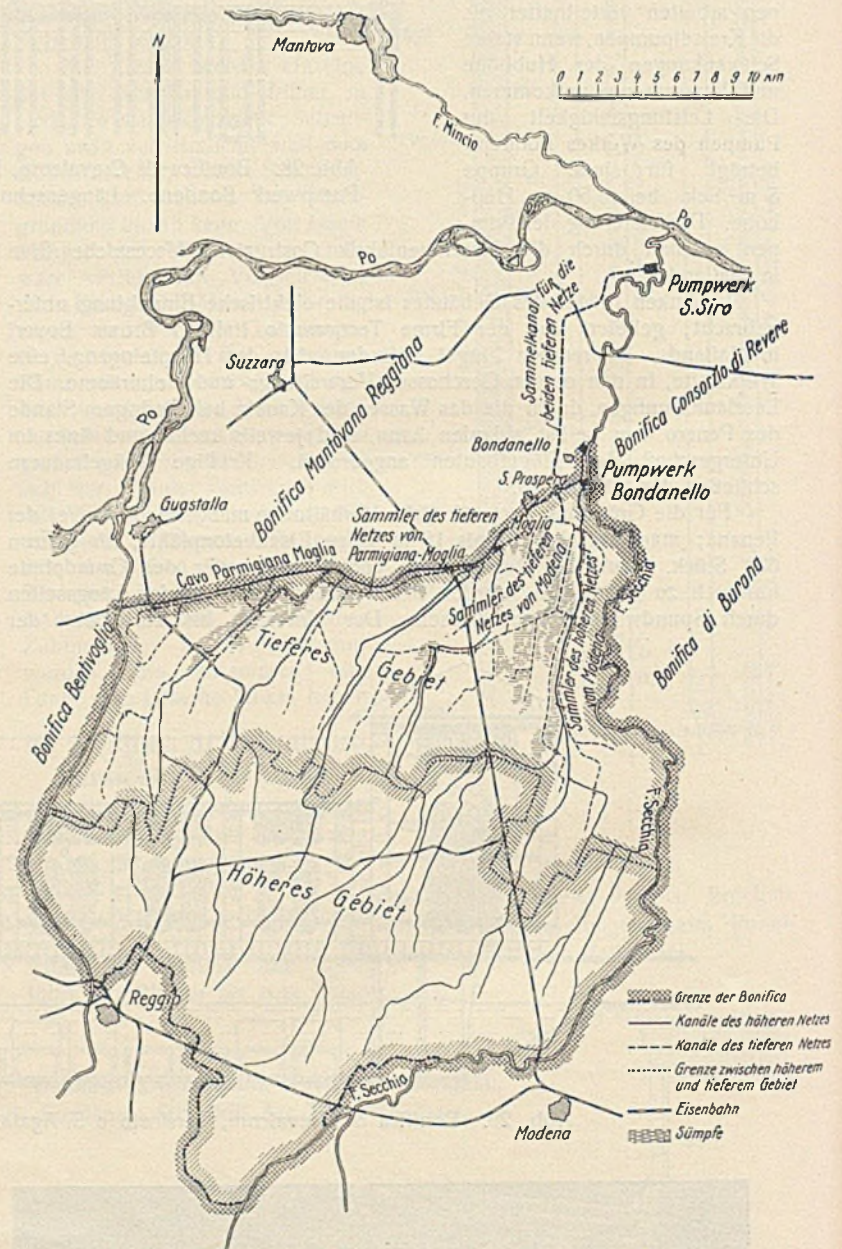 Mantova
N
0 1 2 3 4 5 6 7 8 9 10 km
F. Mincio
Po
Po
Pumpwerk
S. Siro
Sammelkanal für die
beiden tieferen Netze
Suzzara
Bonifica Mantovana Reggiana
Bonifica Consorzio di Revere
Po
Bondanello
Pumpwerk
Bondanello
S. Prospero
Guastalla
Sammler des tieferen
Netzes von
Parmigiana-Moglia
Moglia
Cavo Parmigiana Moglia
Sammler des tieferen
Netzes von Modena
Sammler des höheren Netzes
von Modena
F. Secchia
Bonifica di Burana
Bonifica Bentivoglio
Tieferes
Gebiet
F. Secchia
Höheres Gebiet
Reggio
F. Secchia
Modena
Grenze der Bonifica
Kanäle des höheren Netzes
Kanäle des tieferen Netzes
Grenze zwischen höherem
und tieferem Gebiet
Eisenbahn
Sümpfe